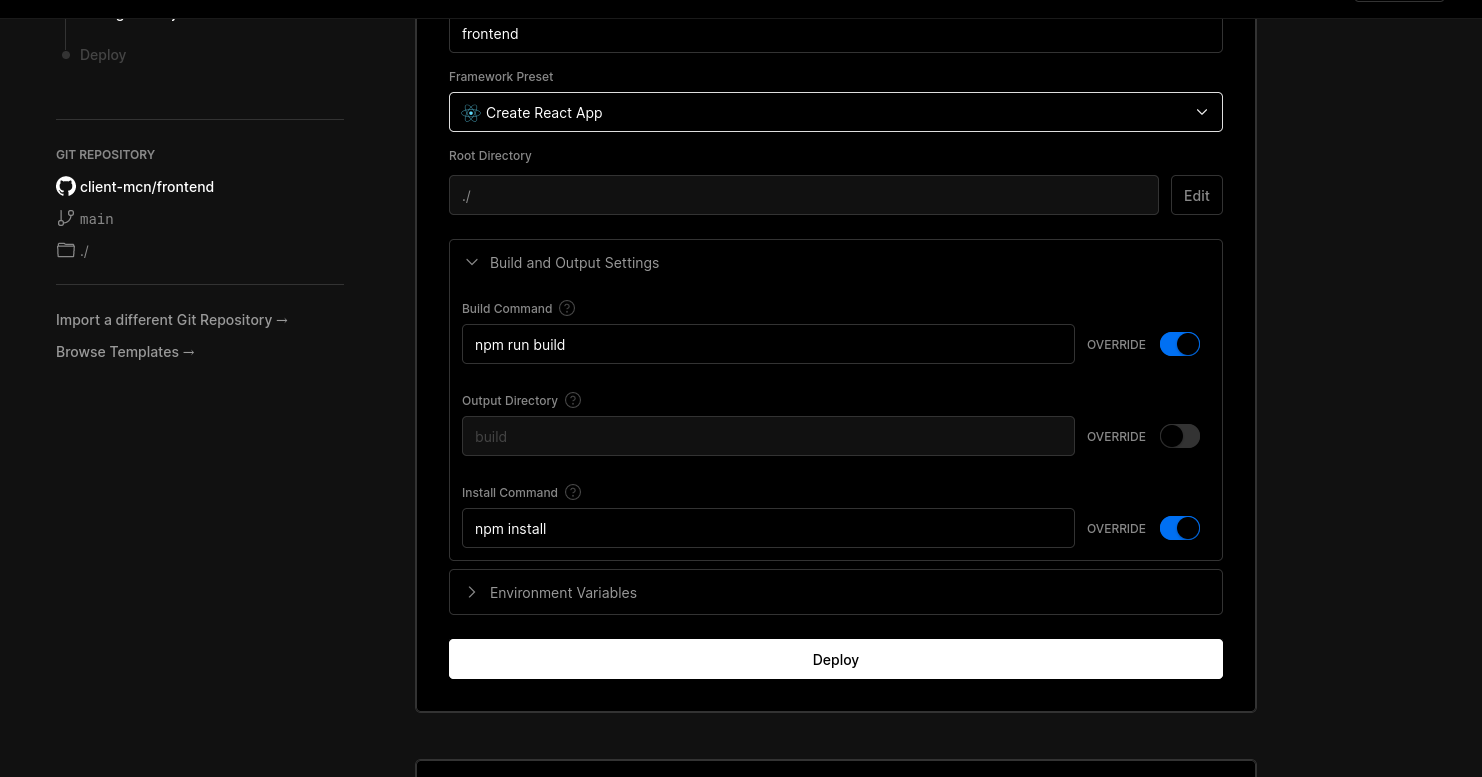 Deploy
GIT REPOSITORY
client-mcn/frontend
main
./
Import a different Git Repository →
Browse Templates →
frontend
Framework Preset
Create React App
Root Directory
./
Edit
Build and Output Settings
Build Command ?
npm run build
OVERRIDE
Output Directory ?
build
OVERRIDE
Install Command ?
npm install
OVERRIDE
Environment Variables
Deploy